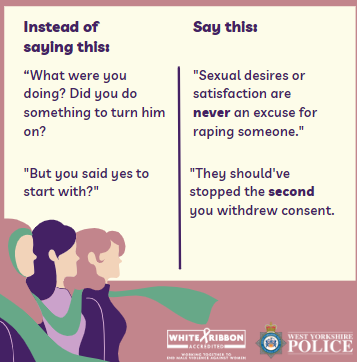 Instead of
saying this:
Say this:
“What were you
doing? Did you do
something to turn him
on?
"Sexual desires or
satisfaction are
never an excuse for
raping someone."
"But you said yes to
start with?"
"They should've
stopped the second
you withdrew consent.
WHITE RIBBON
ACCREDITED
WORKING TOGETHER TO
END MALE VIOLENCE AGAINST WOMEN
WEST YORKSHIRE
POLICE